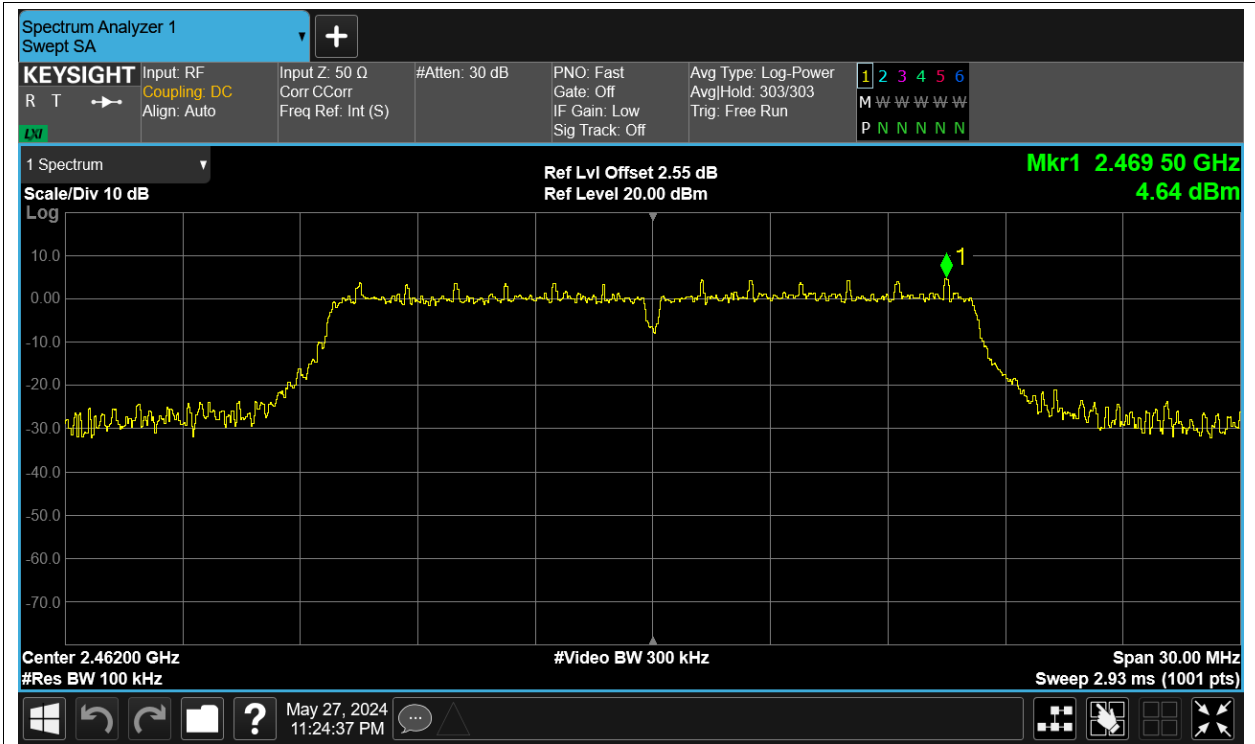 Spectrum Analyzer 1
Swept SA
KEYSIGHT
R T
LXI
Input: RF
Coupling: DC
Align: Auto
Input Z: 50 Ω
Corr CCorr
Freq Ref: Int (S)
#Atten: 30 dB
PNO: Fast
Gate: Off
IF Gain: Low
Sig Track: Off
Avg Type: Log-Power
Avg|Hold: 303/303
Trig: Free Run
1 2 3 4 5 6
M W W W W W
P N N N N N
1 Spectrum
Scale/Div 10 dB
Log
Ref Lvl Offset 2.55 dB
Ref Level 20.00 dBm
Mkr1 2.469 50 GHz
4.64 dBm
1
10.0
0.00
-10.0
-20.0
-30.0
-40.0
-50.0
-60.0
-70.0
Center 2.46200 GHz
#Res BW 100 kHz
#Video BW 300 kHz
Span 30.00 MHz
Sweep 2.93 ms (1001 pts)
?
May 27, 2024
11:24:37 PM